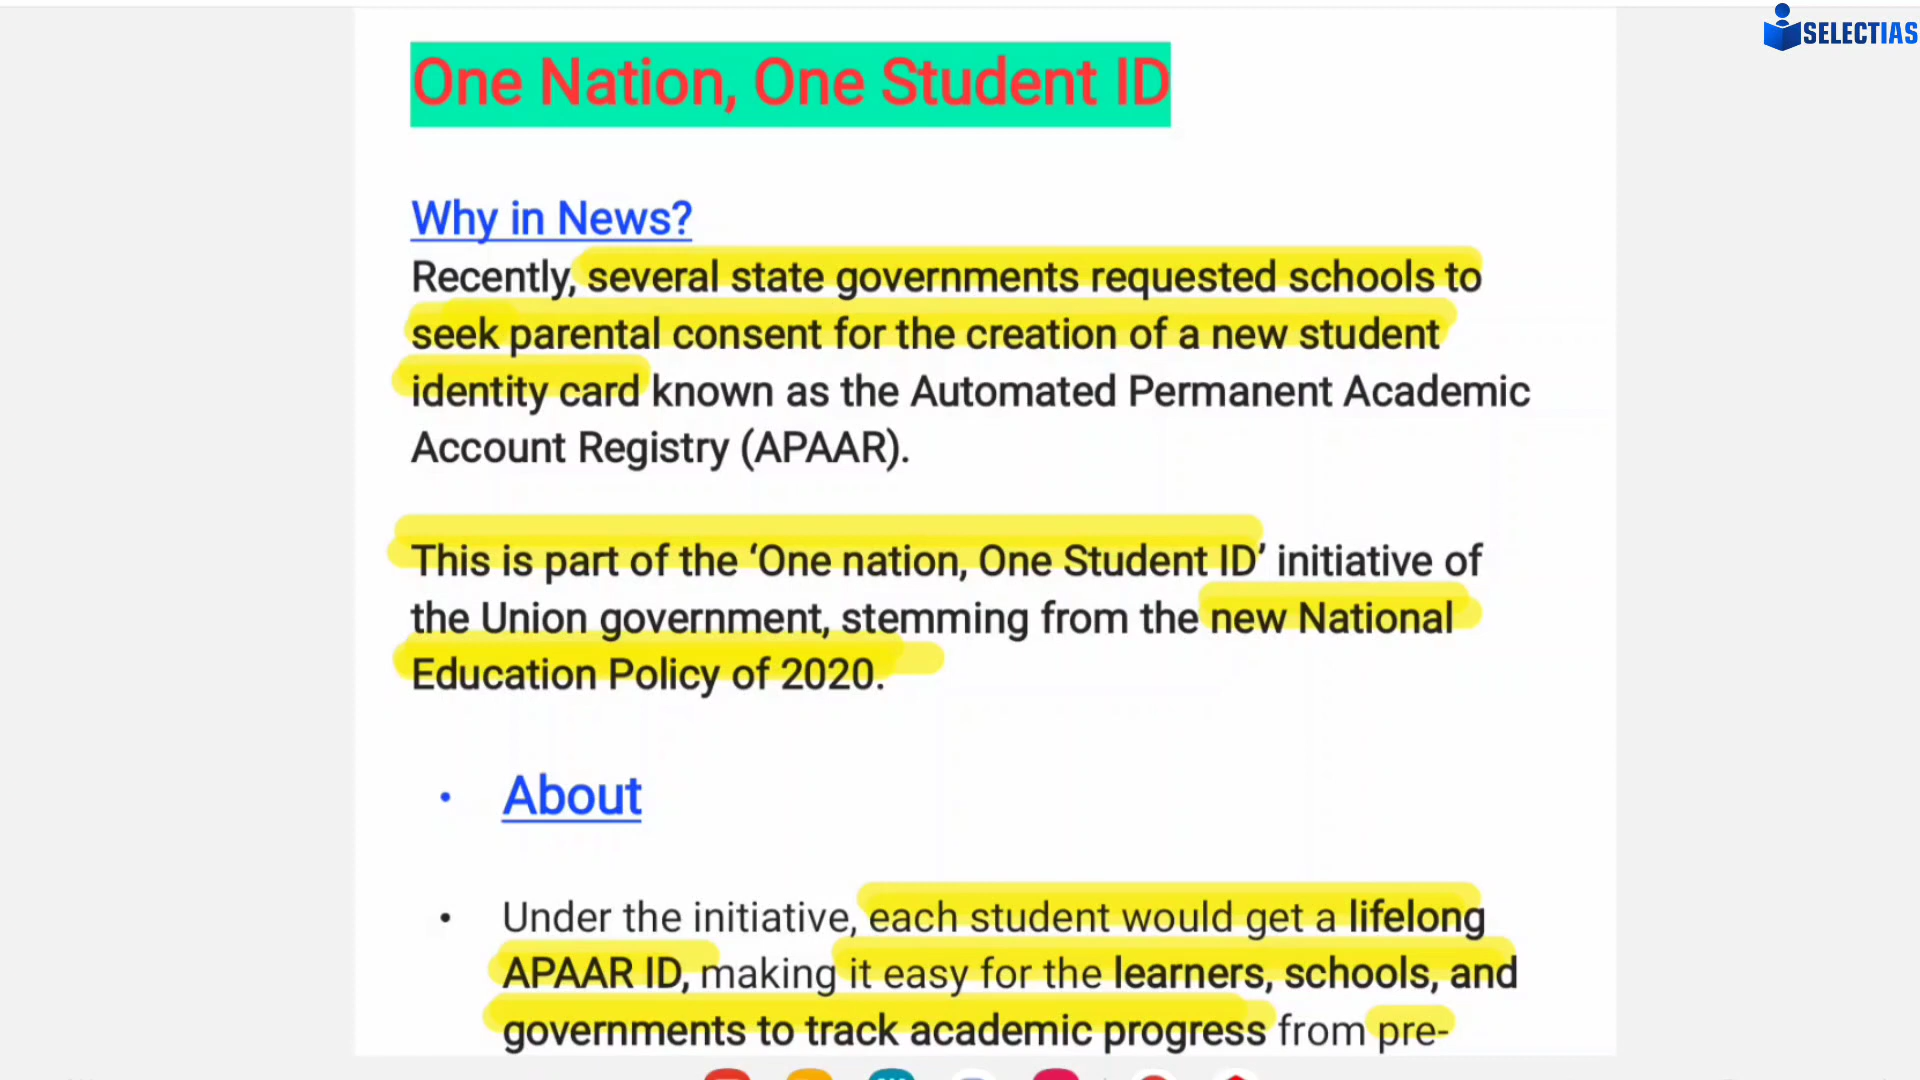 SELECTIAS
One Nation, One Student ID
Why in News?
Recently, several state governments requested schools to
seek parental consent for the creation of a new student
identity card known as the Automated Permanent Academic
Account Registry (APAAR).
This is part of the ‘One nation, One Student ID’ initiative of
the Union government, stemming from the new National
Education Policy of 2020.
• About
• Under the initiative, each student would get a lifelong
APAAR ID, making it easy for the learners, schools, and
governments to track academic progress from pre-